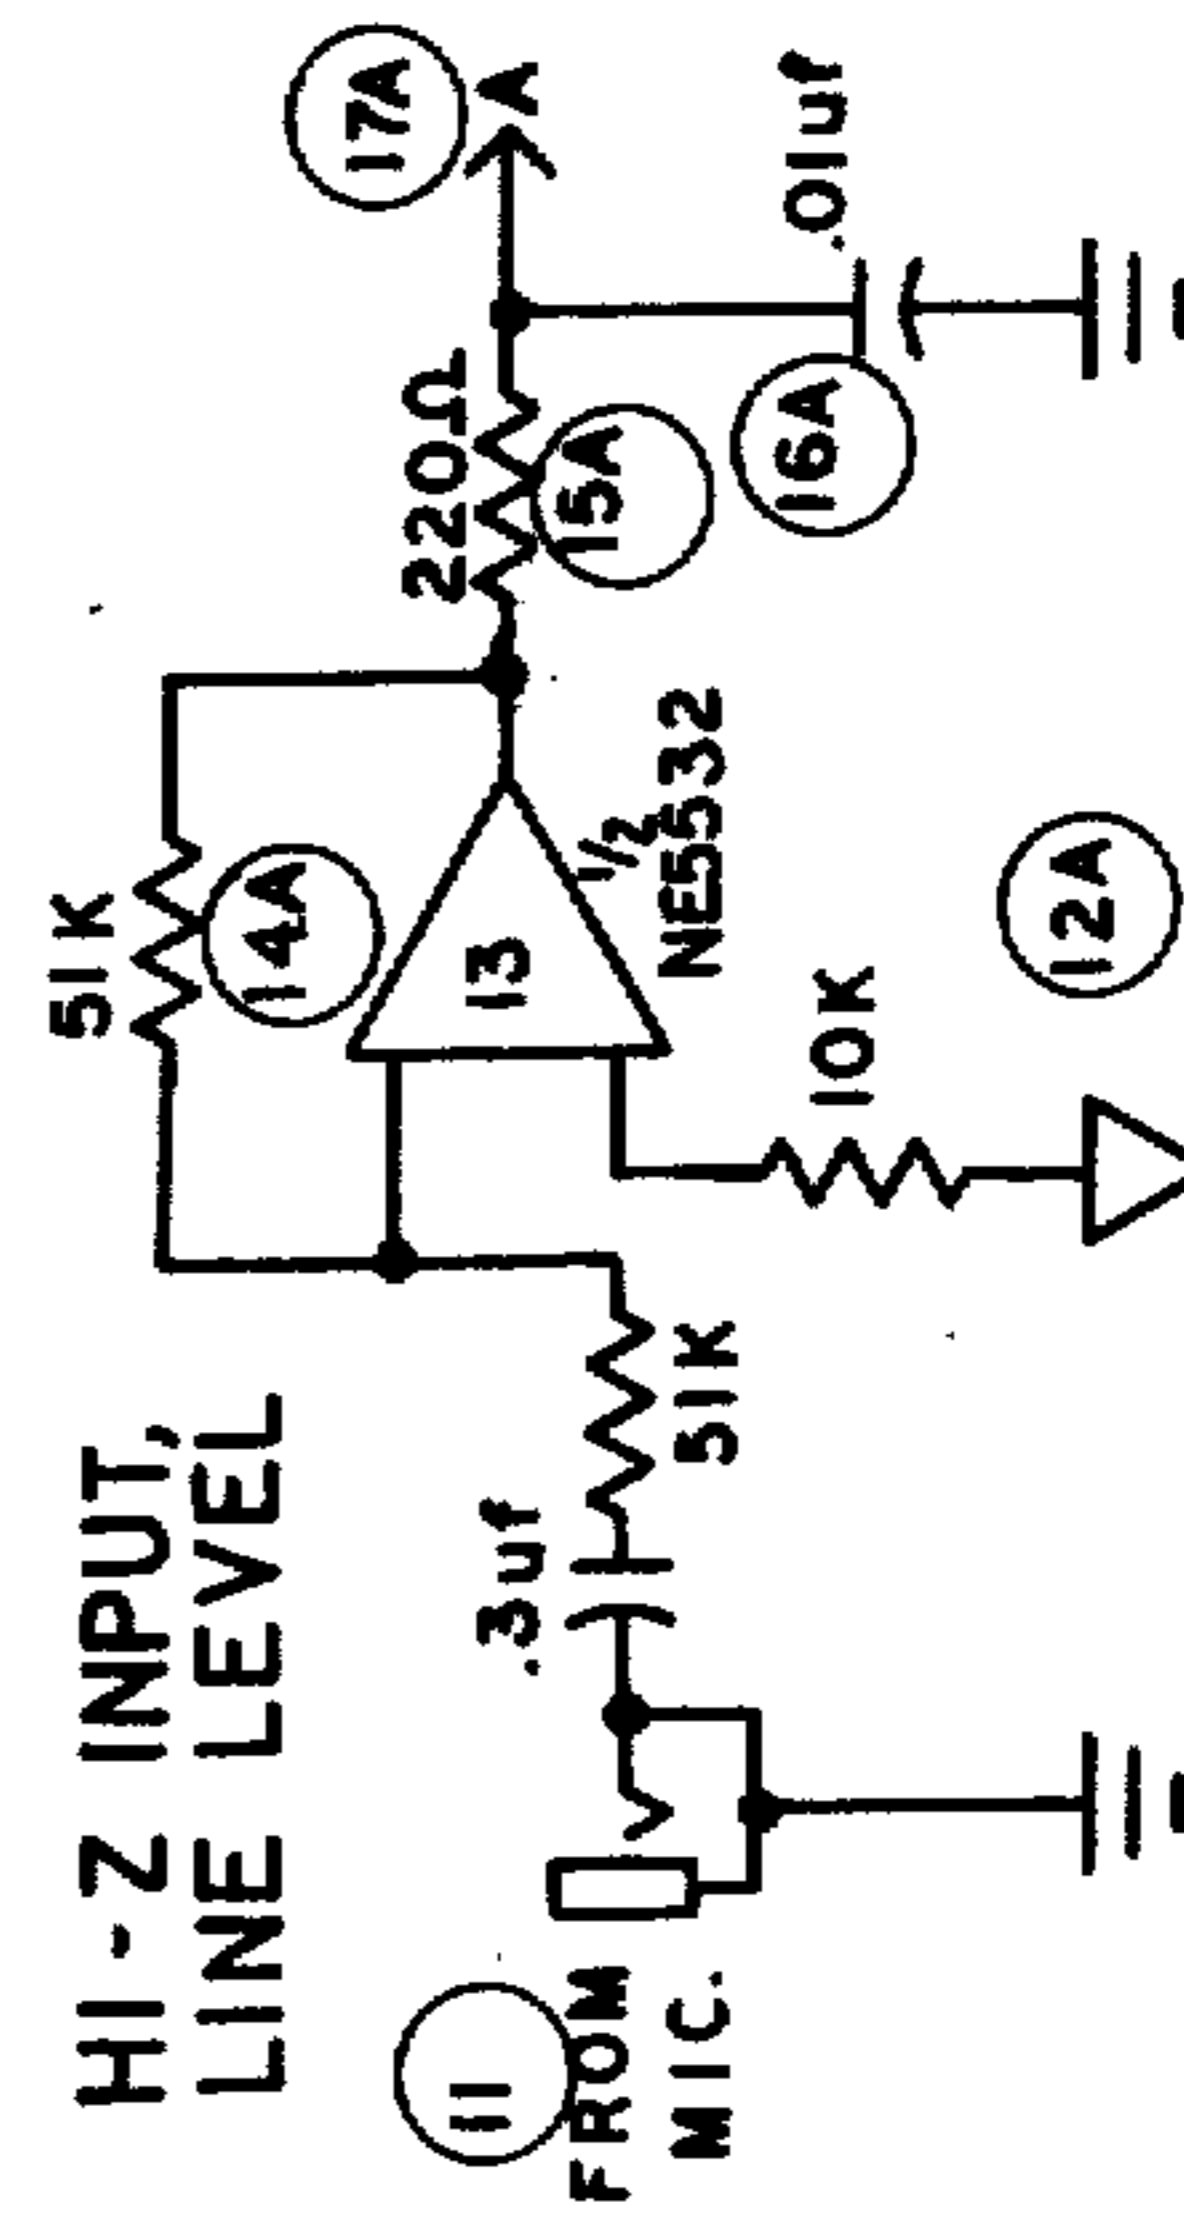 HI-Z INPUT,
LINE LEVEL
11
FROM
MIC.
.3uf
51K
51K
14A
13
1/2
NE5532
10K
12A
220Ω
15A
16A
.01uf
17A
A